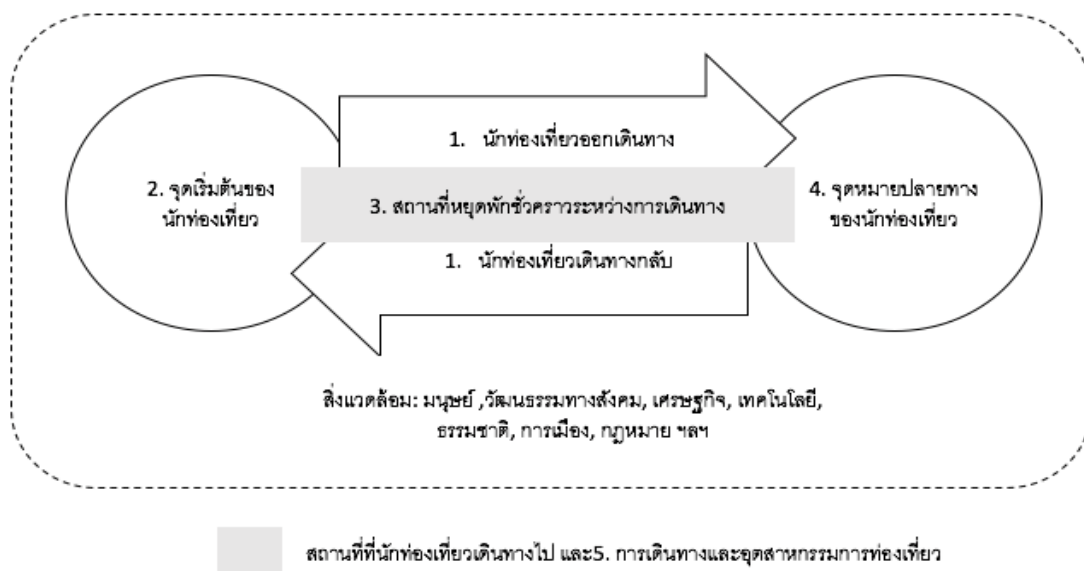 1. นักท่องเที่ยวออกเดินทาง
2. จุดเริ่มต้นของ
นักท่องเที่ยว
3. สถานที่หยุดพักชั่วคราวระหว่างการเดินทาง
4. จุดหมายปลายทาง
ของนักท่องเที่ยว
1. นักท่องเที่ยวเดินทางกลับ
สิ่งแวดล้อม: มนุษย์ ,วัฒนธรรมทางสังคม, เศรษฐกิจ, เทคโนโลยี,
ธรรมชาติ, การเมือง, กฎหมาย ฯลฯ
สถานที่ที่นักท่องเที่ยวเดินทางไป และ5. การเดินทางและอุตสาหกรรมการท่องเที่ยว